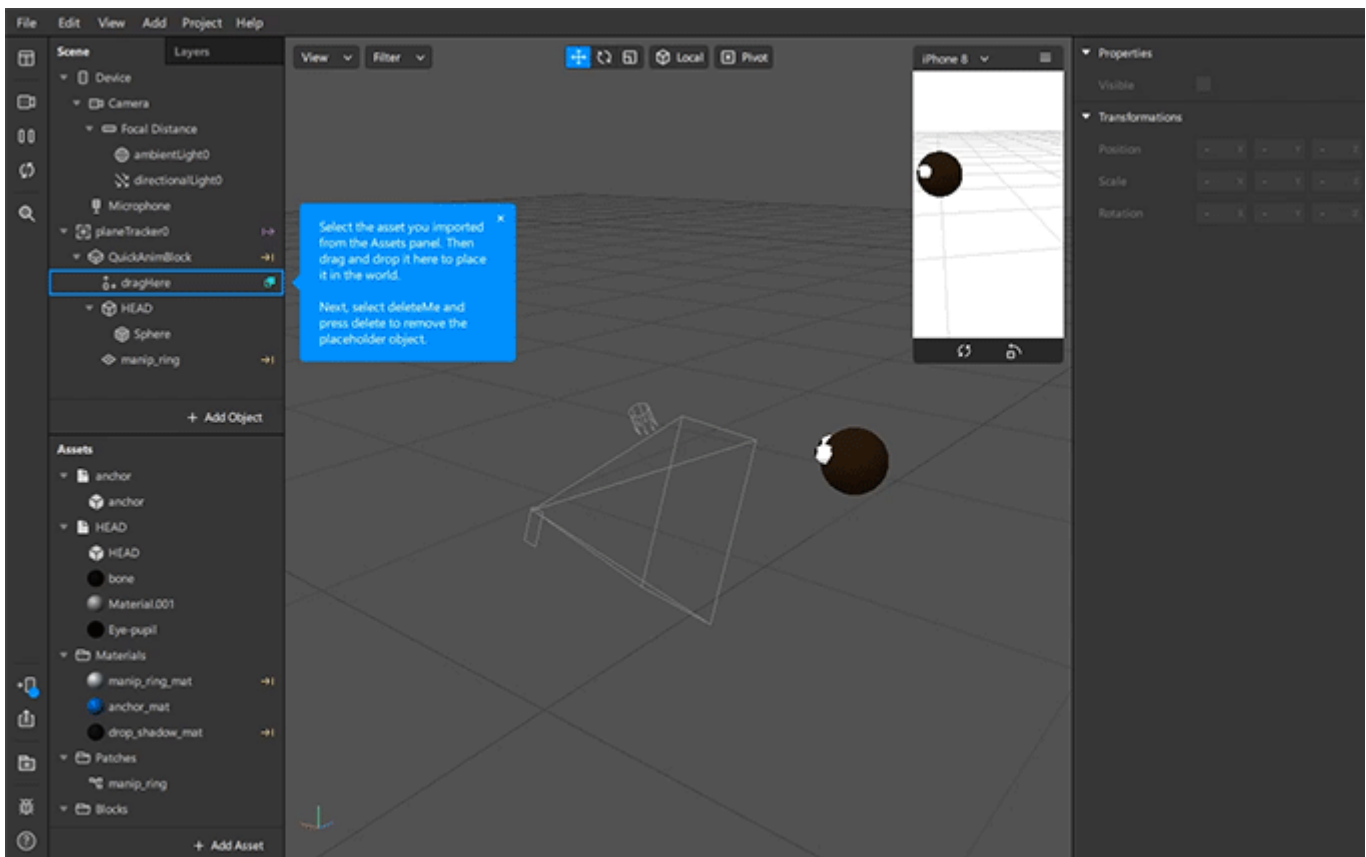 File Edit View Add Project Help
Scene Layers
Device
Camera
Focal Distance
ambientLight0
directionalLight0
Microphone
planeTracker0
QuickAnimBlock
dragHere
HEAD
Sphere
manip_ring
+ Add Object
Assets
anchor
anchor
HEAD
HEAD
bone
Material.001
Eye-pupil
Materials
manip_ring_mat
anchor_mat
drop_shadow_mat
Patches
manip_ring
Blocks
+ Add Asset
View Filter Local Pivot
Select the asset you imported
from the Assets panel. Then
drag and drop it here to place
it in the world.
Next, select deleteMe and
press delete to remove the
placeholder object.
iPhone 8
Properties
Visible
Transformations
Position - X - Y - Z
Scale - X - Y - Z
Rotation - X - Y - Z